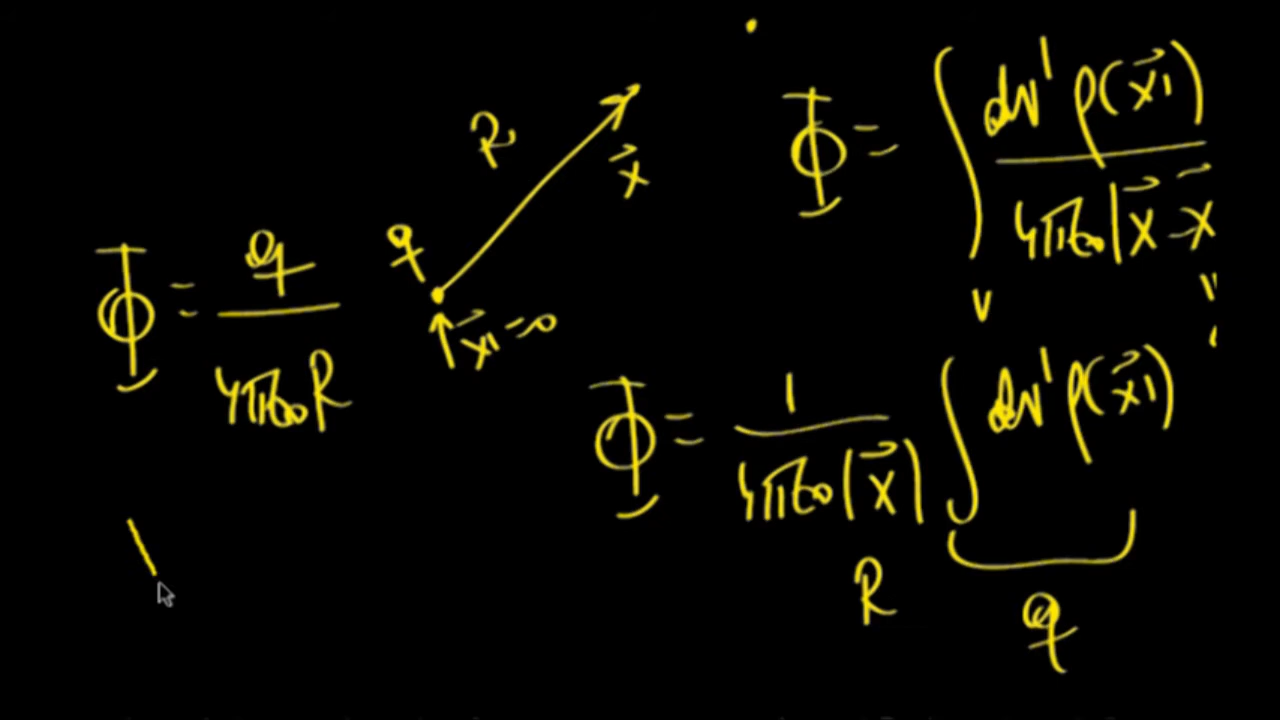 R
x⃗
q
x⃗' = 0
Φ = q / 4πε₀R
Φ = ∫ dv' ρ(x⃗') / 4πε₀|x⃗ - x⃗
Φ = 1 / 4πε₀|x⃗| ∫ dv' ρ(x⃗')
R
q